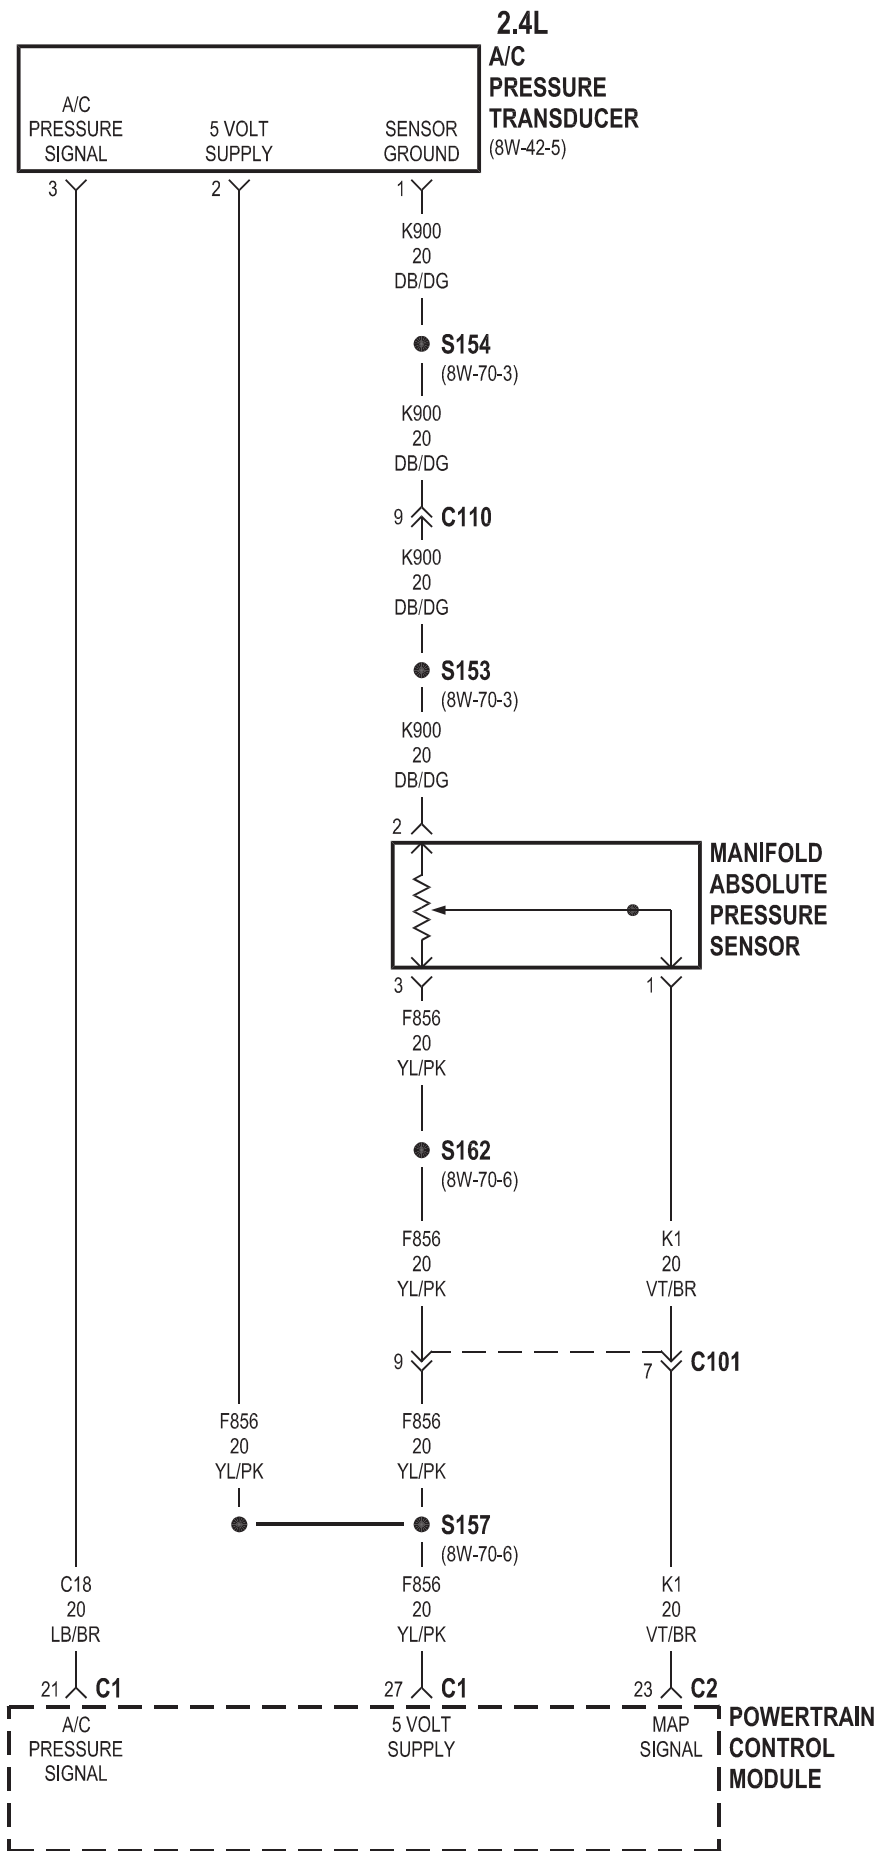 2.4L
A/C
PRESSURE
TRANSDUCER
(8W-42-5)
A/C
PRESSURE
SIGNAL
5 VOLT
SUPPLY
SENSOR
GROUND
3
2
1
K900
20
DB/DG
S154
(8W-70-3)
K900
20
DB/DG
9
C110
K900
20
DB/DG
S153
(8W-70-3)
K900
20
DB/DG
2
MANIFOLD
ABSOLUTE
PRESSURE
SENSOR
3
1
F856
20
YL/PK
S162
(8W-70-6)
F856
20
YL/PK
K1
20
VT/BR
9
7
C101
F856
20
YL/PK
F856
20
YL/PK
S157
(8W-70-6)
C18
20
LB/BR
F856
20
YL/PK
K1
20
VT/BR
21
C1
27
C1
23
C2
A/C
PRESSURE
SIGNAL
5 VOLT
SUPPLY
MAP
SIGNAL
POWERTRAIN
CONTROL
MODULE